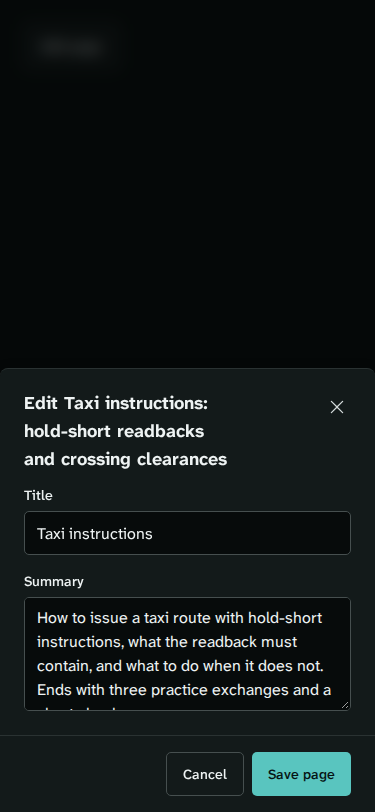 Edit Taxi instructions:
hold-short readbacks
and crossing clearances
Title
Taxi instructions
Summary
How to issue a taxi route with hold-short
instructions, what the readback must
contain, and what to do when it does not.
Ends with three practice exchanges and a
Cancel
Save page